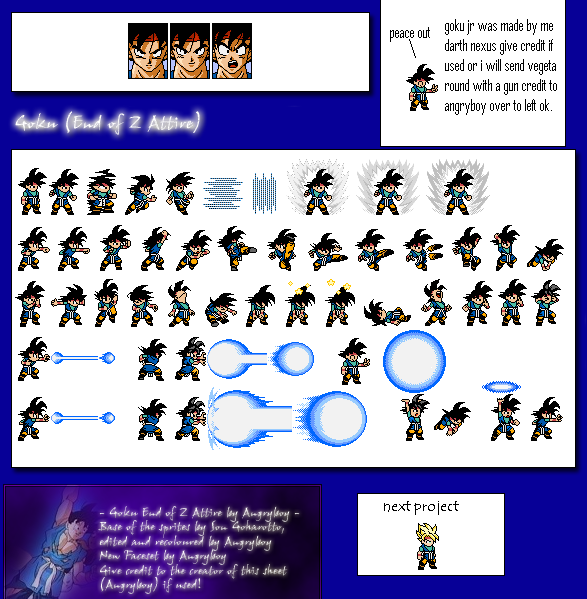 peace out
goku jr was made by me
darth nexus give credit if
used or i will send vegeta
round with a gun credit to
angryboy over to left ok.
Goku (End of Z Attire)
- Goku End of Z Attire by Angryboy -
Base of the sprites by Son Goharotto,
edited and recoloured by Angryboy
New Faceset by Angryboy
Give credit to the creator of this sheet
(Angryboy) if used!
next project